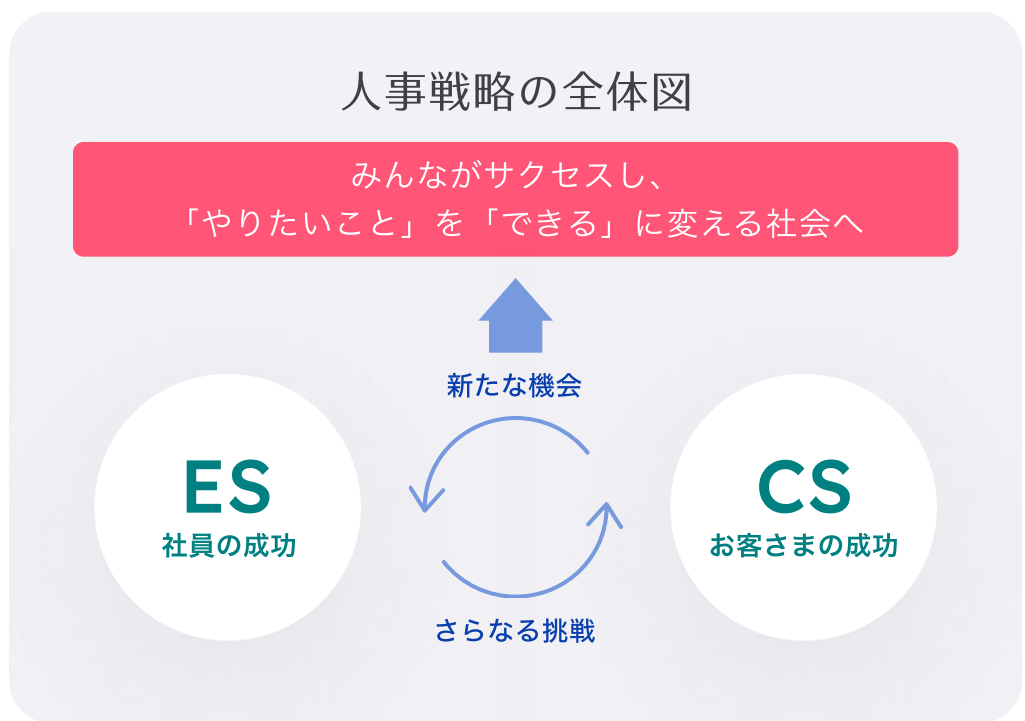 人事戦略の全体図
みんながサクセスし、
「やりたいこと」を「できる」に変える社会へ
新たな機会
ES
社員の成功
CS
お客さまの成功
さらなる挑戦